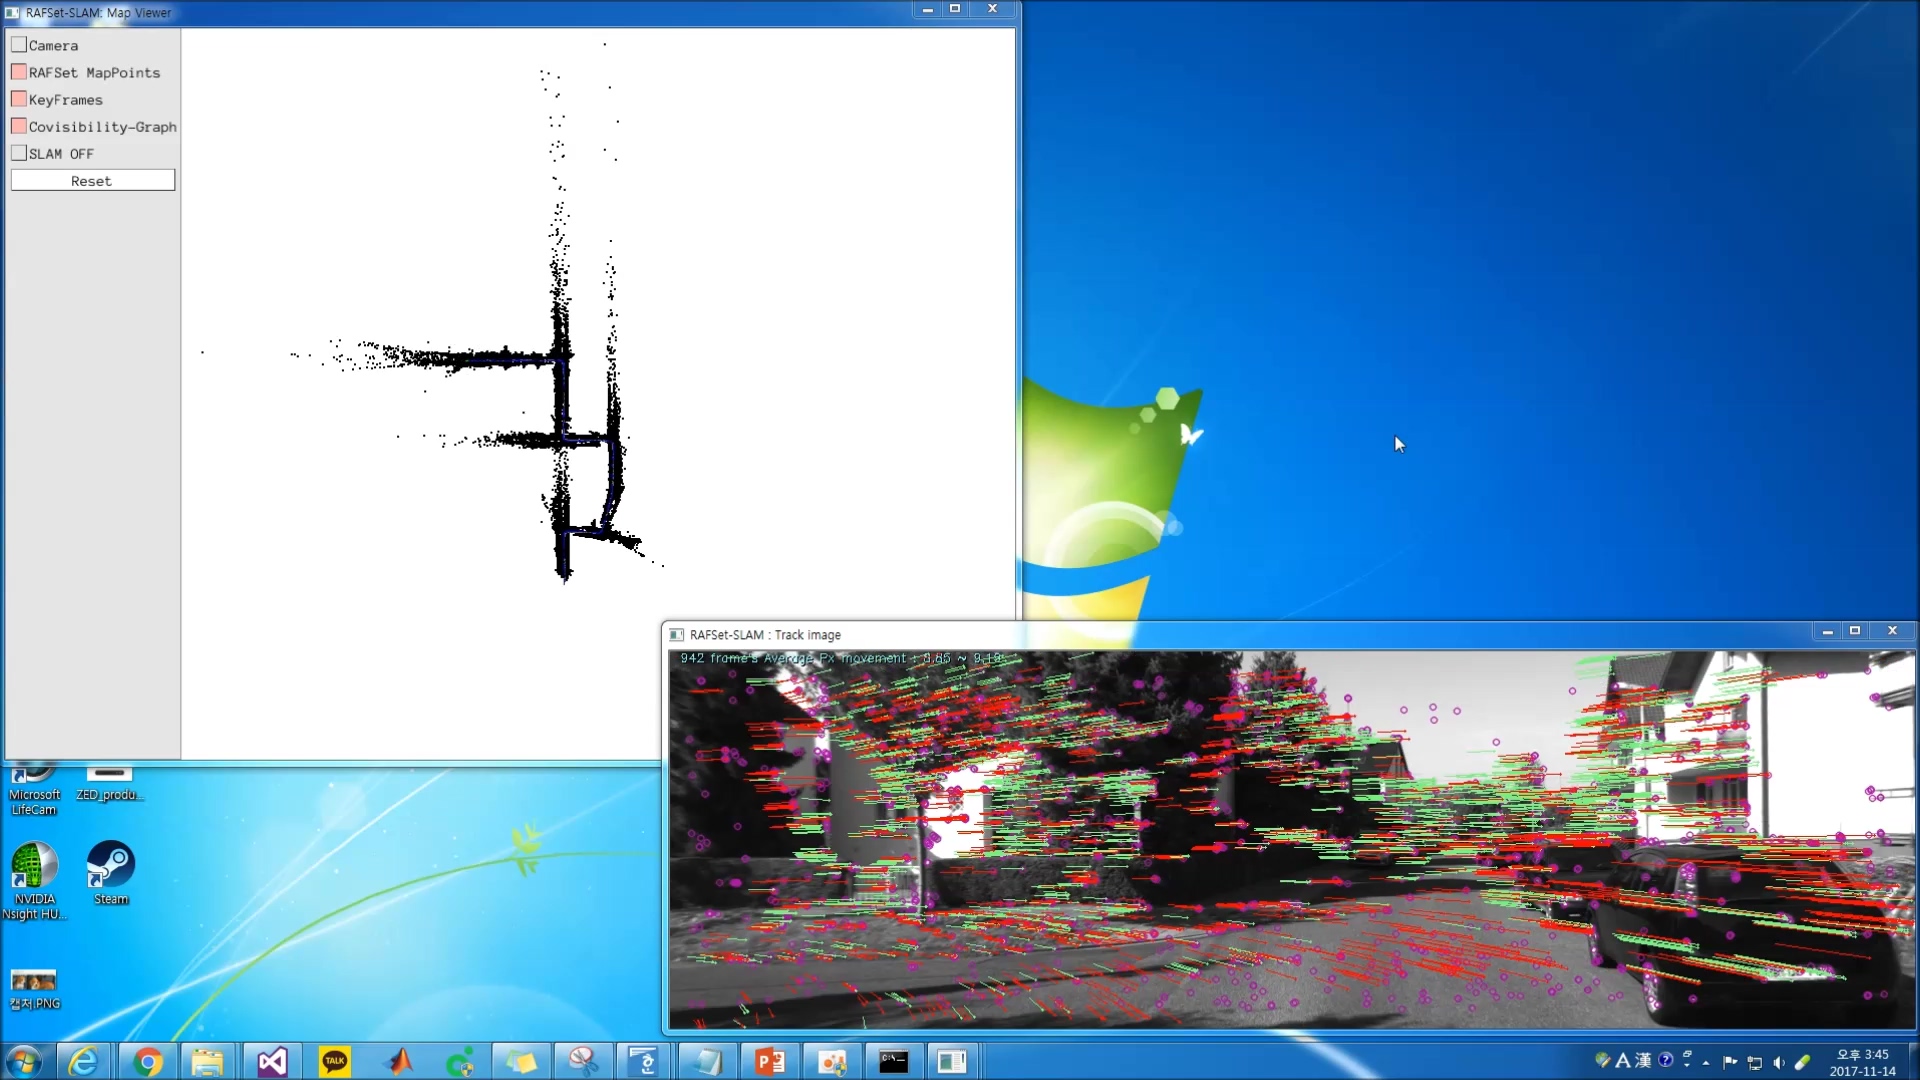 RAFSet-SLAM: Map Viewer
Camera
RAFSet MapPoints
KeyFrames
Covisibility-Graph
SLAM OFF
Reset
RAFSet-SLAM : Track image
942 frame's Average Px movement : 8.85 ~ 9.19
Microsoft
LifeCam
ZED_produ...
NVIDIA
Nsight HU...
Steam
캡처.PNG
TALK
C:\_
A 漢
오후 3:45
2017-11-14